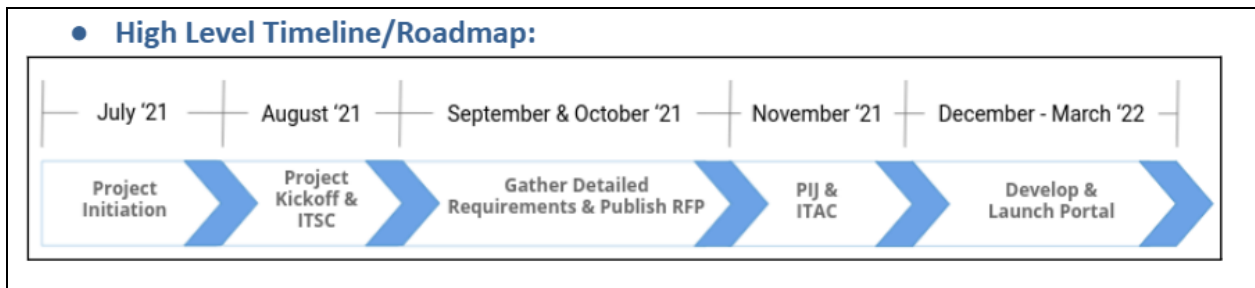 ● High Level Timeline/Roadmap:
July ‘21 August ‘21 September & October ‘21 November ‘21 December - March ‘22
Project
Initiation
Project
Kickoff &
ITSC
Gather Detailed
Requirements & Publish RFP
PIJ &
ITAC
Develop &
Launch Portal